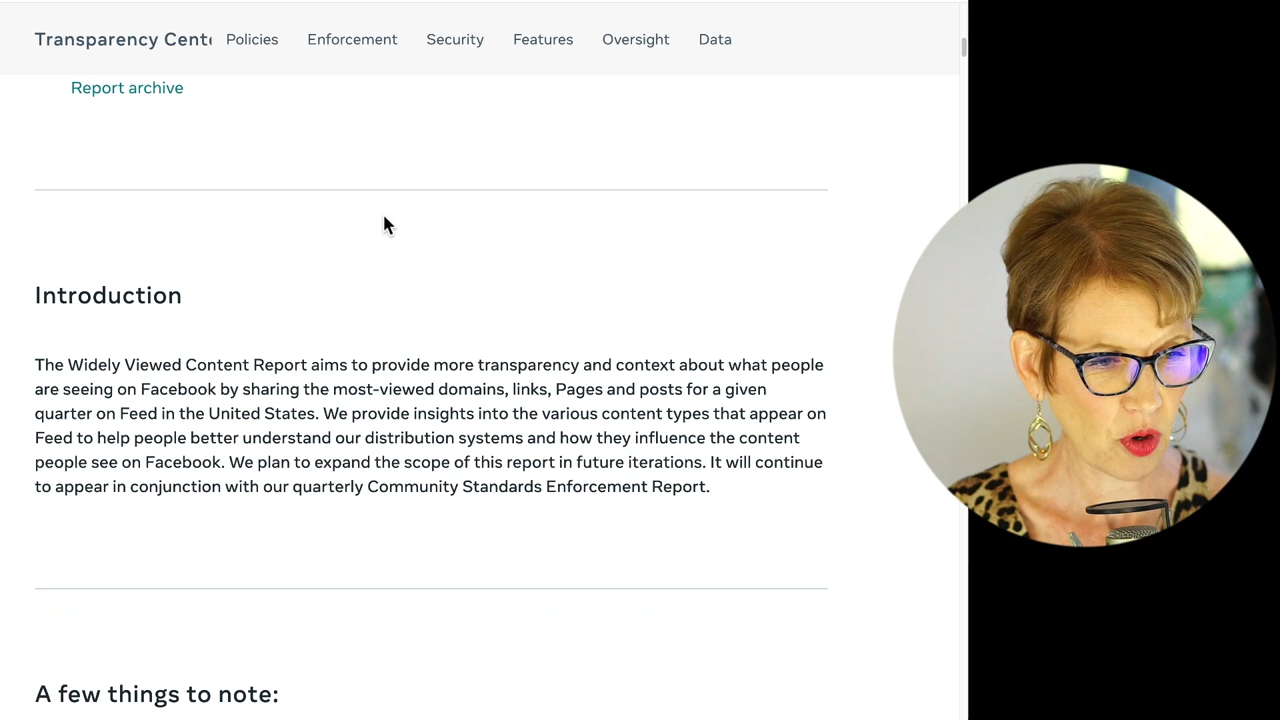 Transparency Cent
Policies Enforcement Security Features Oversight Data
Report archive
Introduction
The Widely Viewed Content Report aims to provide more transparency and context about what people
are seeing on Facebook by sharing the most-viewed domains, links, Pages and posts for a given
quarter on Feed in the United States. We provide insights into the various content types that appear on
Feed to help people better understand our distribution systems and how they influence the content
people see on Facebook. We plan to expand the scope of this report in future iterations. It will continue
to appear in conjunction with our quarterly Community Standards Enforcement Report.
A few things to note: